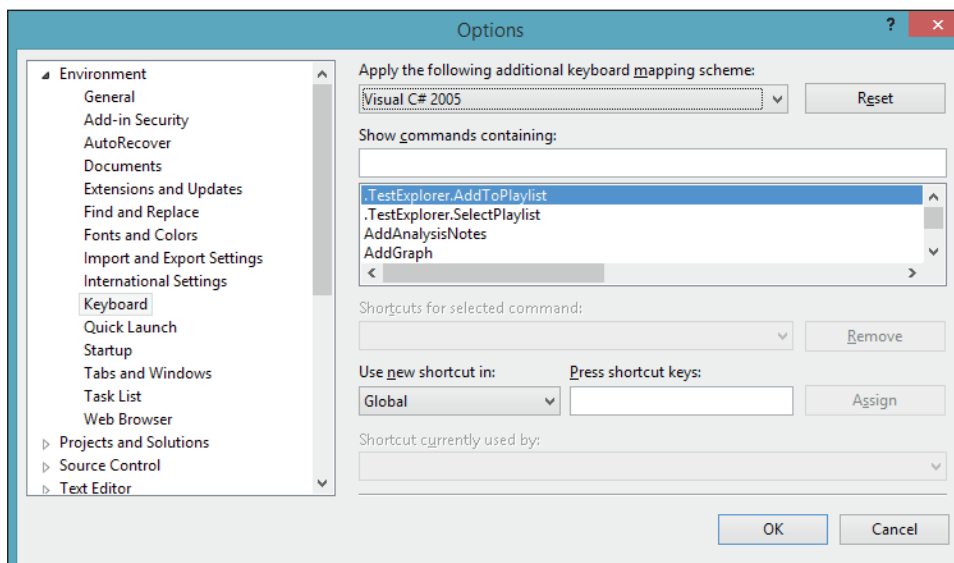 Options
?
Environment
General
Add-in Security
AutoRecover
Documents
Extensions and Updates
Find and Replace
Fonts and Colors
Import and Export Settings
International Settings
Keyboard
Quick Launch
Startup
Tabs and Windows
Task List
Web Browser
Projects and Solutions
Source Control
Text Editor
Apply the following additional keyboard mapping scheme:
Visual C# 2005
Reset
Show commands containing:
.TestExplorer.AddToPlaylist
.TestExplorer.SelectPlaylist
AddAnalysisNotes
AddGraph
Shortcuts for selected command:
Remove
Use new shortcut in:
Press shortcut keys:
Global
Assign
Shortcut currently used by:
OK
Cancel